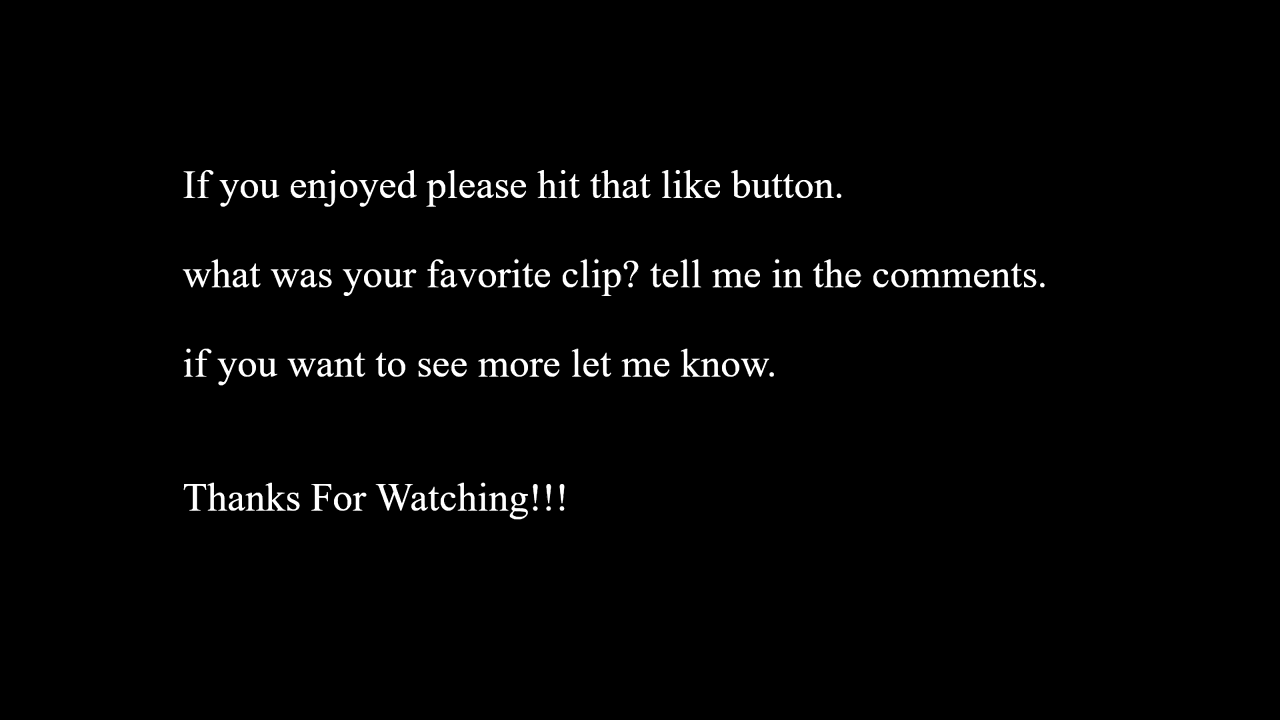 If you enjoyed please hit that like button.
what was your favorite clip? tell me in the comments.
if you want to see more let me know.
Thanks For Watching!!!